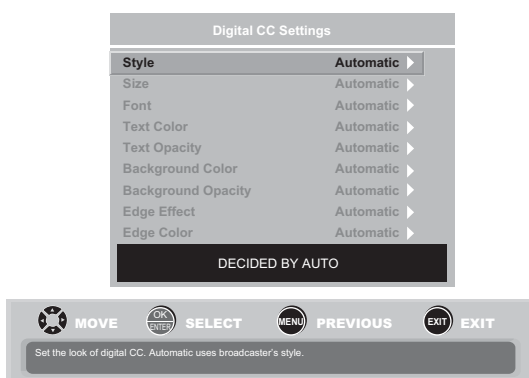 Digital CC Settings
Style Automatic
Size Automatic
Font Automatic
Text Color Automatic
Text Opacity Automatic
Background Color Automatic
Background Opacity Automatic
Edge Effect Automatic
Edge Color Automatic
DECIDED BY AUTO
MOVE OK ENTER SELECT MENU PREVIOUS EXIT EXIT
Set the look of digital CC. Automatic uses broadcaster's style.